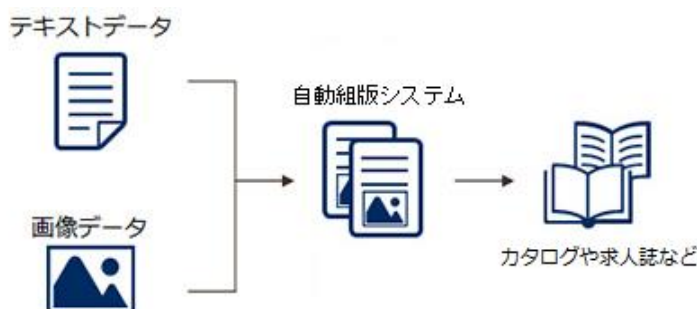 テキストデータ
自動組版システム
画像データ
カタログや求人誌など